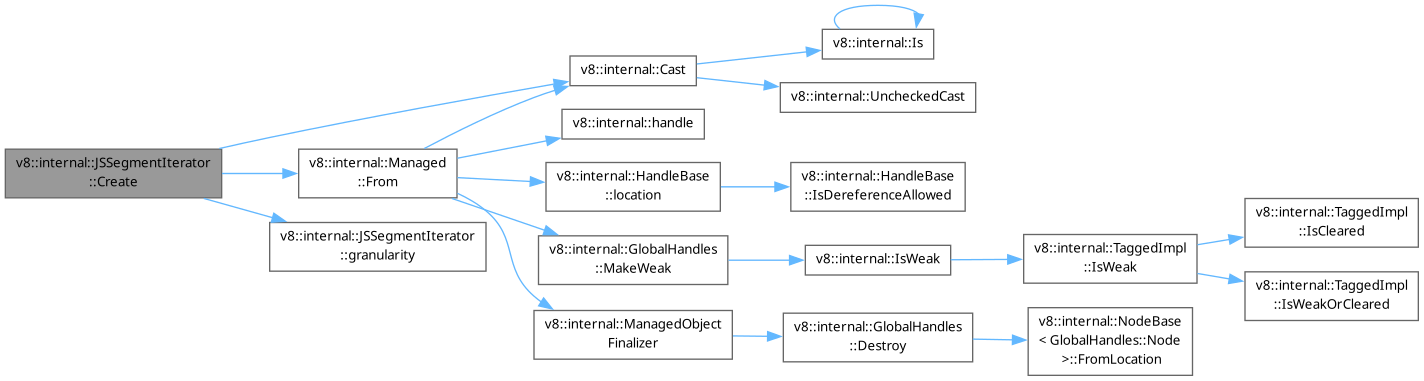 v8::internal::JSSegmentIterator
::Create
v8::internal::Cast
v8::internal::Is
v8::internal::UncheckedCast
v8::internal::Managed
::From
v8::internal::handle
v8::internal::HandleBase
::location
v8::internal::HandleBase
::IsDereferenceAllowed
v8::internal::GlobalHandles
::MakeWeak
v8::internal::IsWeak
v8::internal::TaggedImpl
::IsWeak
v8::internal::TaggedImpl
::IsCleared
v8::internal::TaggedImpl
::IsWeakOrCleared
v8::internal::ManagedObject
Finalizer
v8::internal::GlobalHandles
::Destroy
v8::internal::NodeBase
< GlobalHandles::Node
>::FromLocation
v8::internal::JSSegmentIterator
::granularity